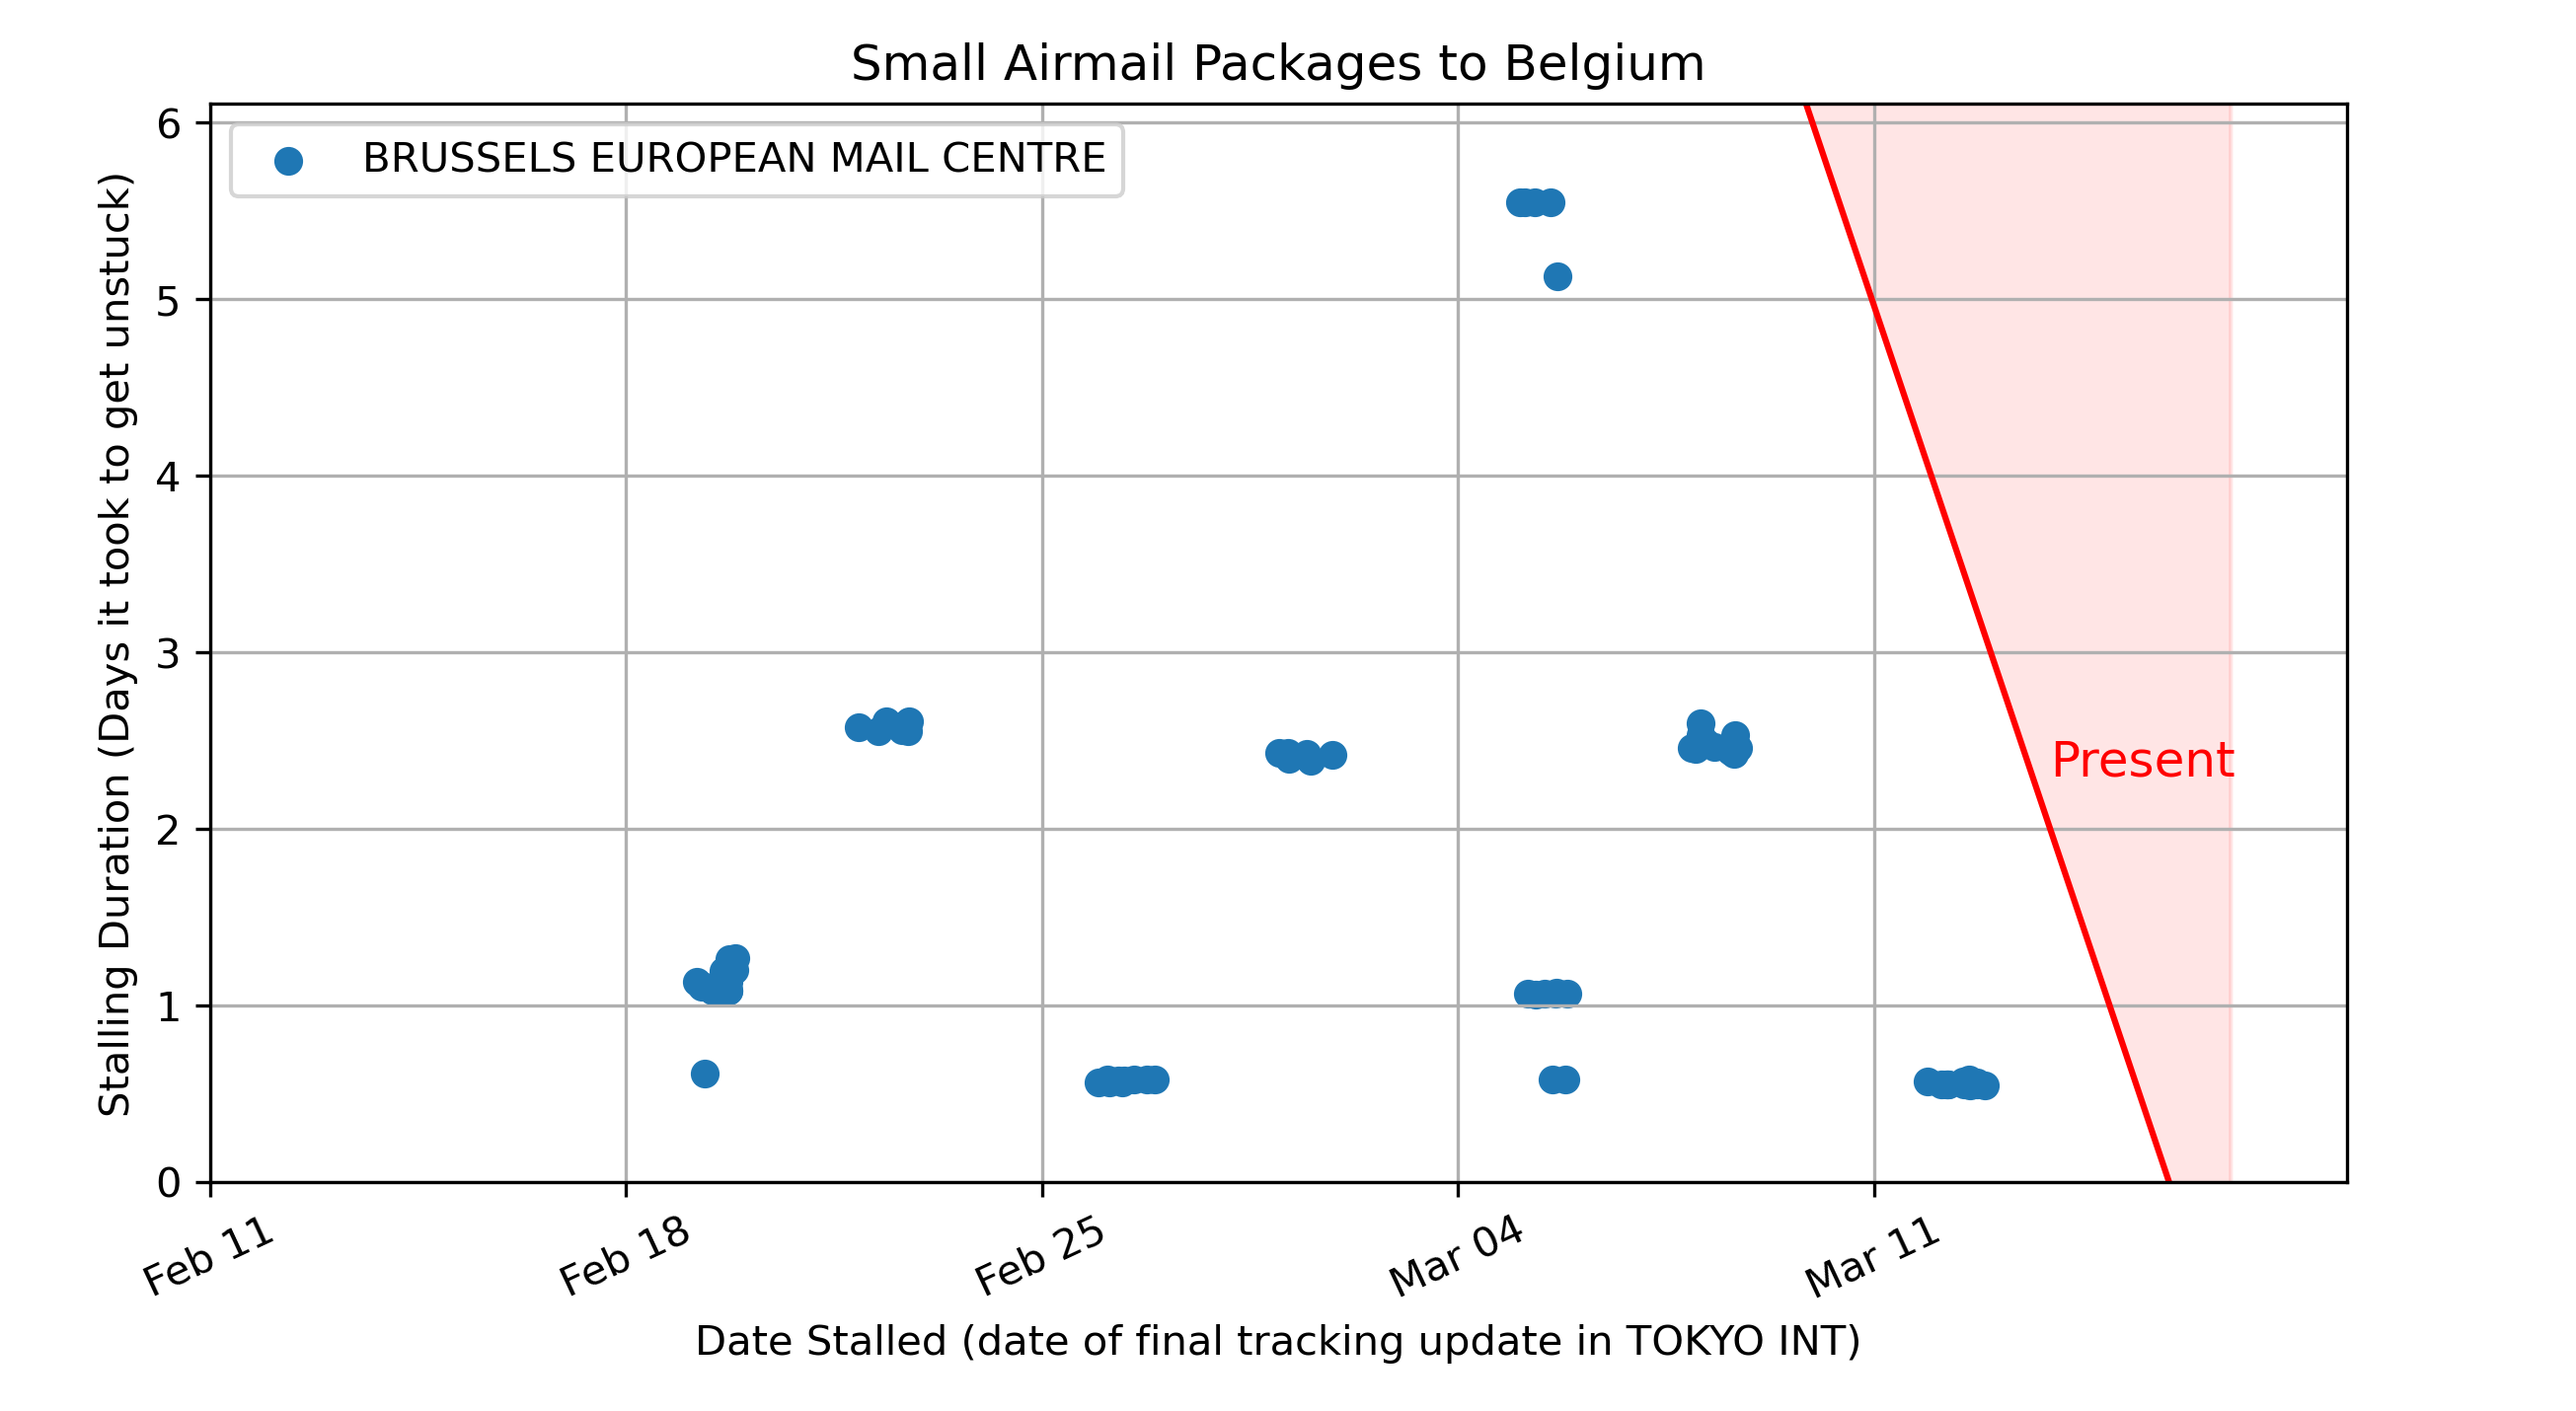 Small Airmail Packages to Belgium
BRUSSELS EUROPEAN MAIL CENTRE
Stalling Duration (Days it took to get unstuck)
6
5
4
3
2
1
0
Present
Feb 11
Feb 18
Feb 25
Mar 04
Mar 11
Date Stalled (date of final tracking update in TOKYO INT)